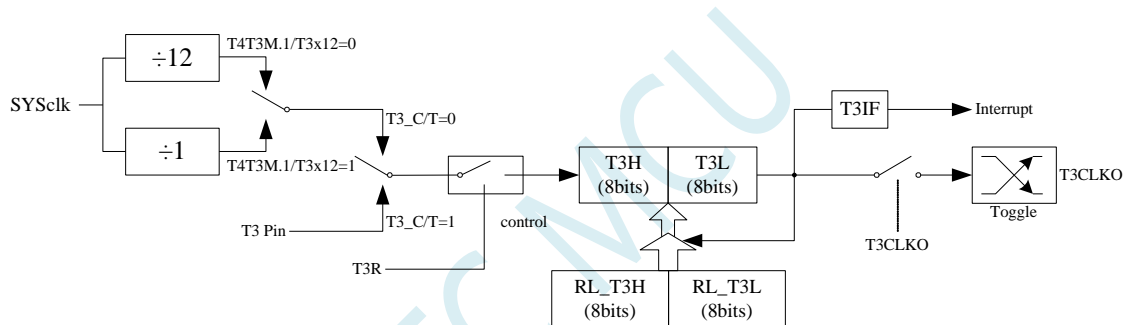 ÷12
T4T3M.1/T3x12=0
SYSclk
÷1
T4T3M.1/T3x12=1
T3_C/T=0
T3_C/T=1
T3 Pin
T3R
control
T3H
(8bits)
T3L
(8bits)
RL_T3H
(8bits)
RL_T3L
(8bits)
T3IF
Interrupt
T3CLKO
Toggle
T3CLKO
MCU